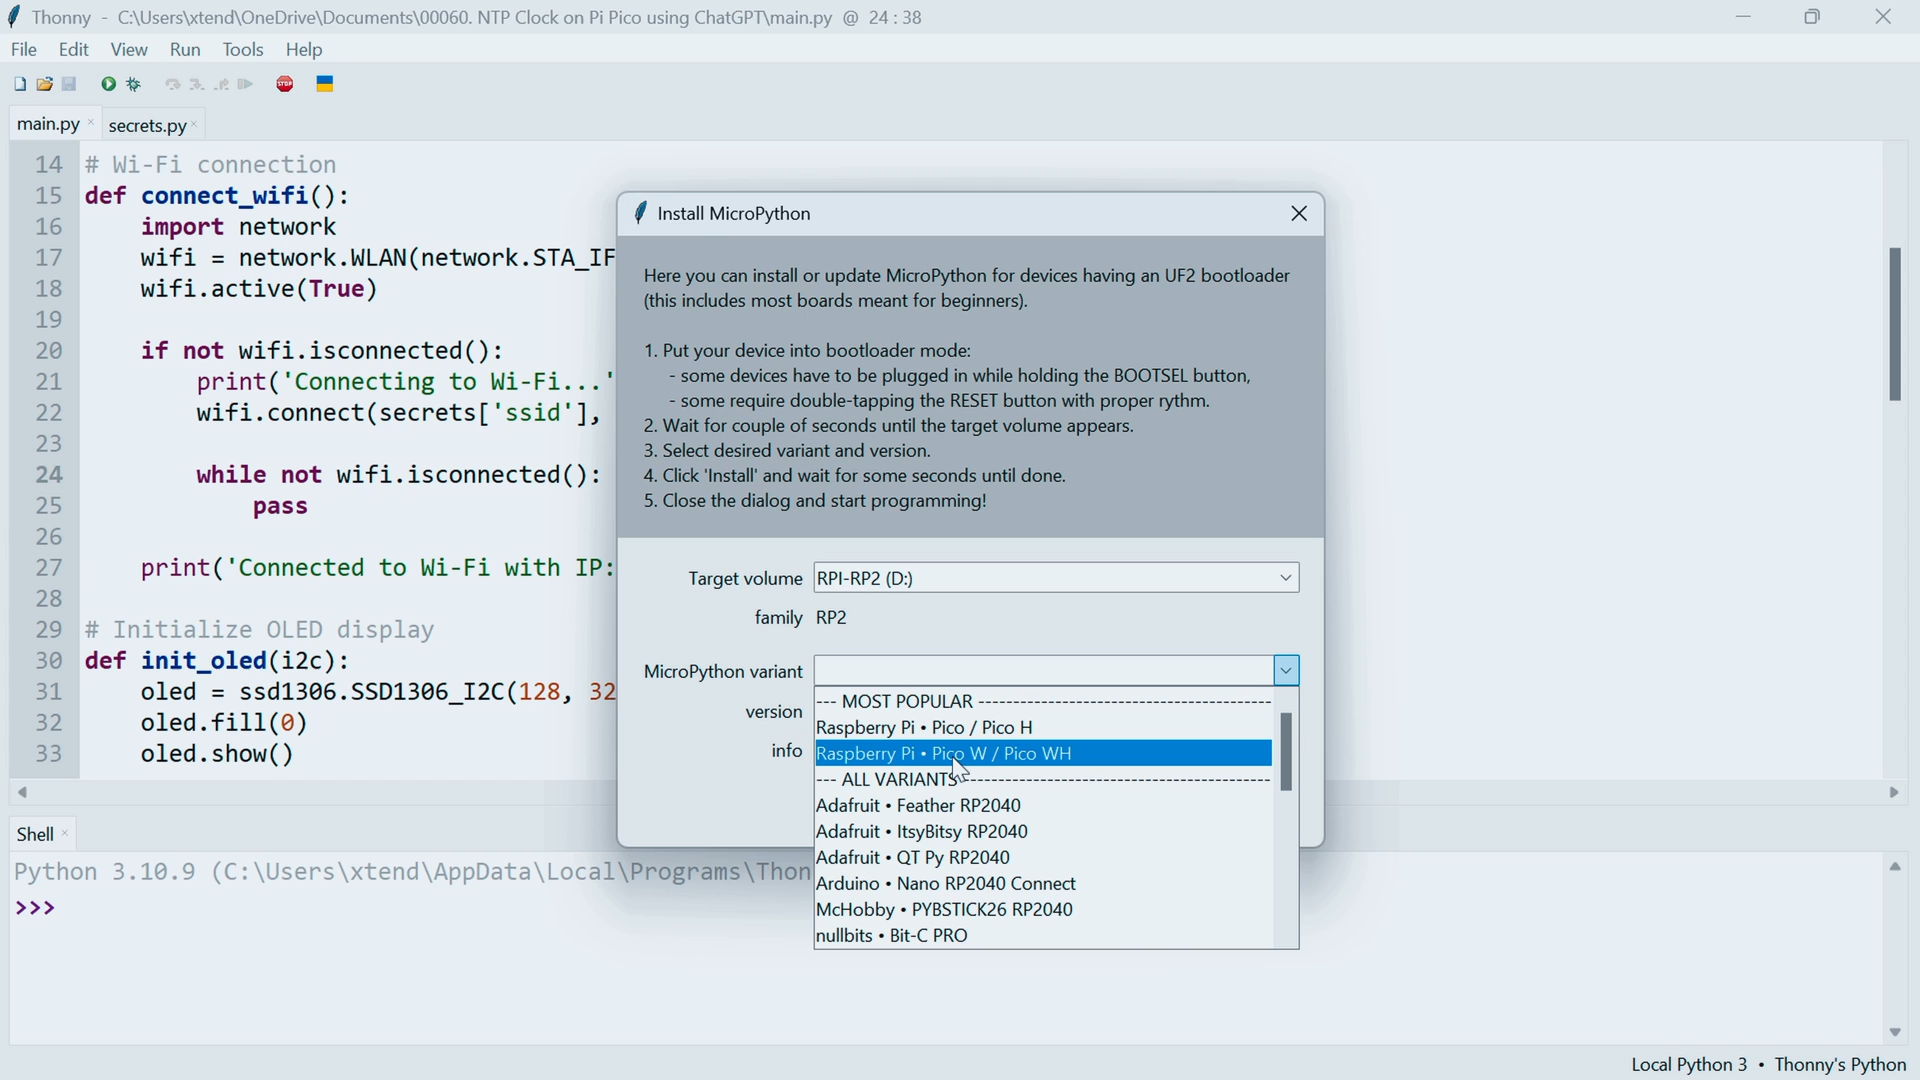 Thonny - C:\Users\xtend\OneDrive\Documents\00060. NTP Clock on Pi Pico using ChatGPT\main.py @ 24 : 38
File Edit View Run Tools Help
STOP
main.py × secrets.py ×
14 # Wi-Fi connection
15 def connect_wifi():
16 import network
17 wifi = network.WLAN(network.STA_IF
18 wifi.active(True)
19
20 if not wifi.isconnected():
21 print('Connecting to Wi-Fi...'
22 wifi.connect(secrets['ssid'],
23
24 while not wifi.isconnected():
25 pass
26
27 print('Connected to Wi-Fi with IP:
28
29 # Initialize OLED display
30 def init_oled(i2c):
31 oled = ssd1306.SSD1306_I2C(128, 32
32 oled.fill(0)
33 oled.show()
Install MicroPython
Here you can install or update MicroPython for devices having an UF2 bootloader
(this includes most boards meant for beginners).
1. Put your device into bootloader mode:
- some devices have to be plugged in while holding the BOOTSEL button,
- some require double-tapping the RESET button with proper rythm.
2. Wait for couple of seconds until the target volume appears.
3. Select desired variant and version.
4. Click 'Install' and wait for some seconds until done.
5. Close the dialog and start programming!
Target volume RPI-RP2 (D:)
family RP2
MicroPython variant
version
info
--- MOST POPULAR ---------------------------------
Raspberry Pi • Pico / Pico H
Raspberry Pi • Pico W / Pico WH
--- ALL VARIANTS ----------------------------------
Adafruit • Feather RP2040
Adafruit • ItsyBitsy RP2040
Adafruit • QT Py RP2040
Arduino • Nano RP2040 Connect
McHobby • PYBSTICK26 RP2040
nullbits • Bit-C PRO
Shell ×
Python 3.10.9 (C:\Users\xtend\AppData\Local\Programs\Thon
>>>
Local Python 3 • Thonny's Python